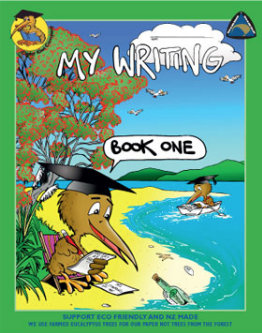 MY WRITING
BOOK ONE
SUPPORT ECO FRIENDLY AND NZ MADE
WE USE FARMED EUCALYPTUS TREES FOR OUR PAPER NOT TREES FROM THE FOREST